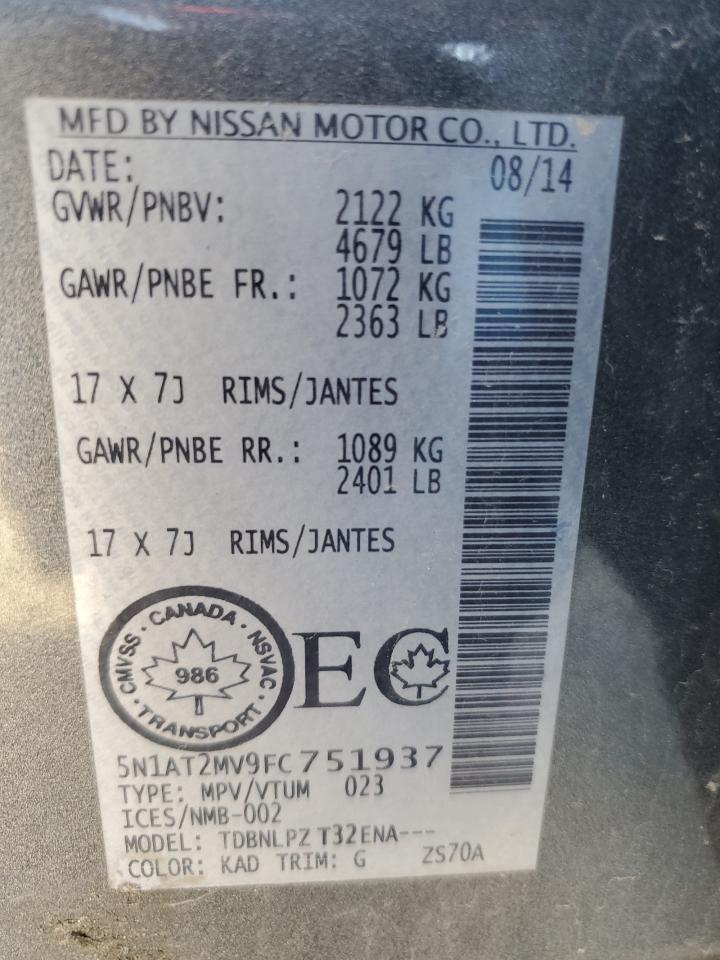 MFD BY NISSAN MOTOR CO., LTD.
DATE: 08/14
GVWR/PNBV: 2122 KG
4679 LB
GAWR/PNBE FR.: 1072 KG
2363 LB
17 X 7J RIMS/JANTES
GAWR/PNBE RR.: 1089 KG
2401 LB
17 X 7J RIMS/JANTES
CMVSS · CANADA · NSVAC · TRANSPORT ·
986
EC
5N1AT2MV9FC751937
TYPE: MPV/VTUM 023
ICES/NMB-002
MODEL: TDBNLPZ T32ENA---
COLOR: KAD TRIM: G ZS70A